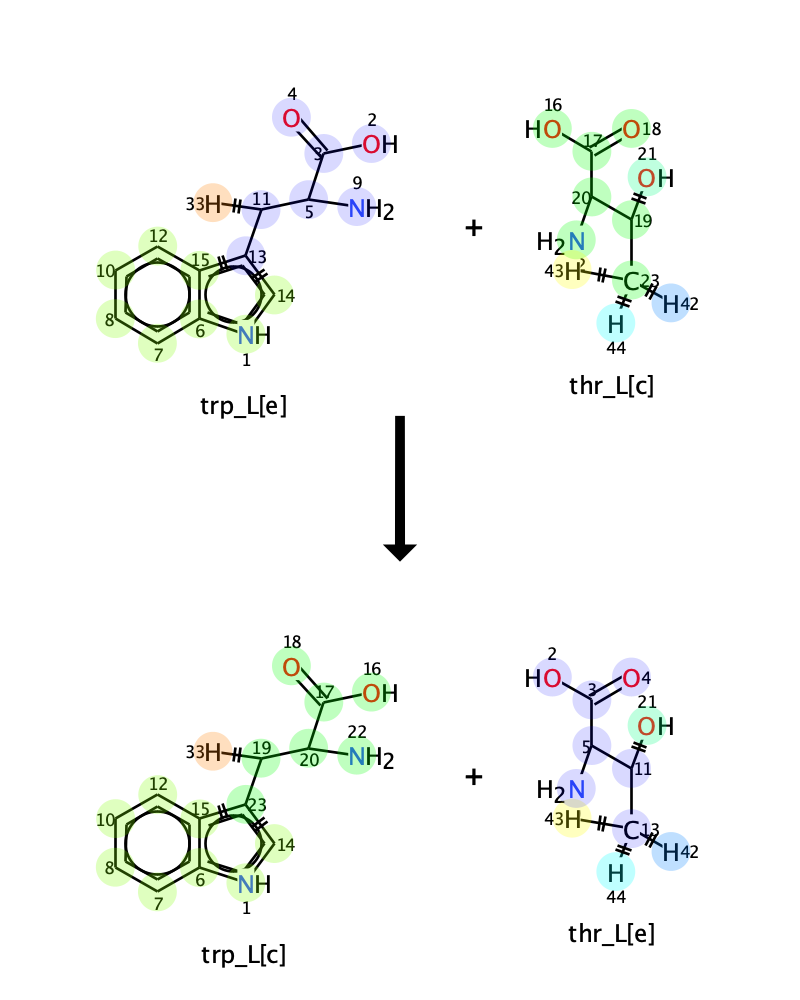 4
2
3
OH
O
9
33H
11
5
NH2
12
13
10
15
14
8
6
NH
7
1
trp_L[e]
+
16
HO
17
O18
21
OH
20
19
H2N
43H
C23
H42
H
44
thr_L[c]
18
16
O
17
OH
22
33H
19
20
NH2
12
23
10
15
14
8
6
NH
7
1
trp_L[c]
+
2
HO
3
O4
21
OH
5
11
H2N
43H
C13
H42
H
44
thr_L[e]